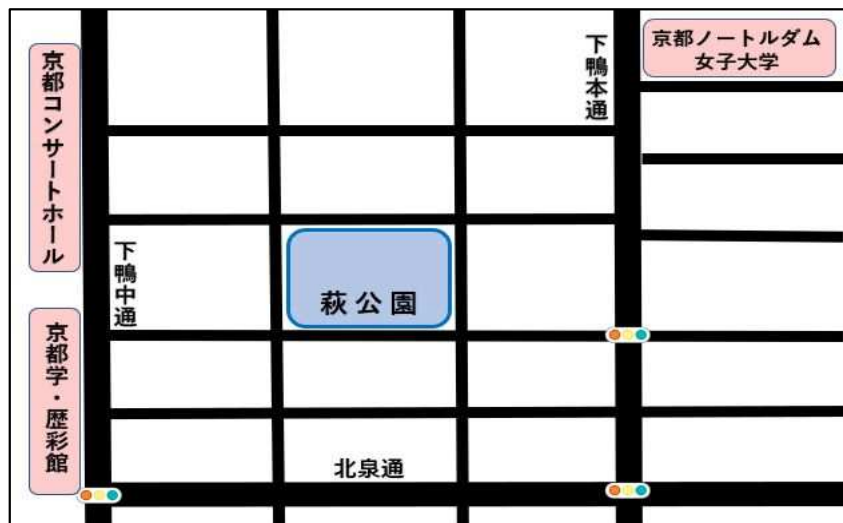 京都コンサートホール
下鴨本通
京都ノートルダム
女子大学
下鴨中通
萩公園
京都学・歴彩館
北泉通